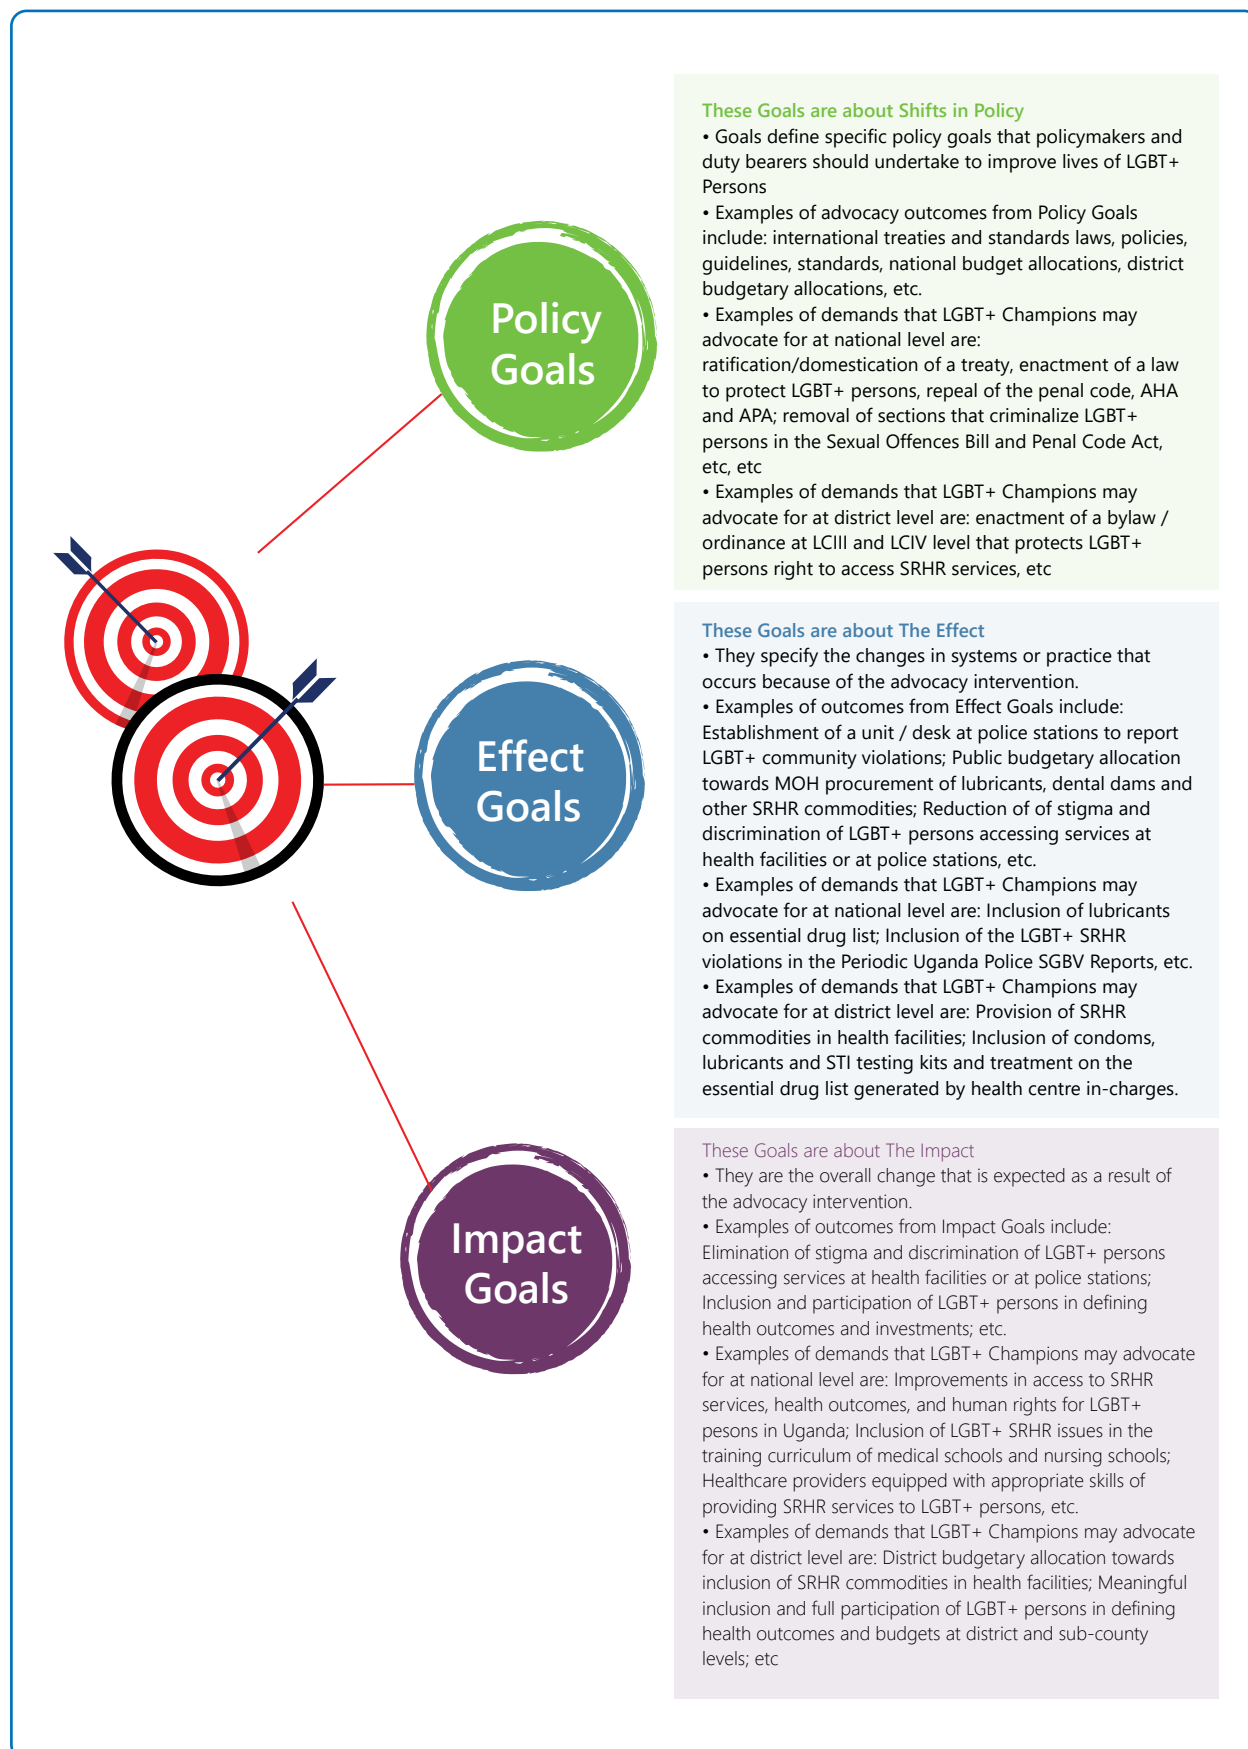 These Goals are about Shifts in Policy
• Goals define specific policy goals that policymakers and
duty bearers should undertake to improve lives of LGBT+
Persons
• Examples of advocacy outcomes from Policy Goals
include: international treaties and standards laws, policies,
guidelines, standards, national budget allocations, district
budgetary allocations, etc.
• Examples of demands that LGBT+ Champions may
advocate for at national level are:
ratification/domestication of a treaty, enactment of a law
to protect LGBT+ persons, repeal of the penal code, AHA
and APA; removal of sections that criminalize LGBT+
persons in the Sexual Offences Bill and Penal Code Act,
etc, etc
• Examples of demands that LGBT+ Champions may
advocate for at district level are: enactment of a bylaw /
ordinance at LCIII and LCIV level that protects LGBT+
persons right to access SRHR services, etc
Policy
Goals
These Goals are about The Effect
• They specify the changes in systems or practice that
occurs because of the advocacy intervention.
• Examples of outcomes from Effect Goals include:
Establishment of a unit / desk at police stations to report
LGBT+ community violations; Public budgetary allocation
towards MOH procurement of lubricants, dental dams and
other SRHR commodities; Reduction of of stigma and
discrimination of LGBT+ persons accessing services at
health facilities or at police stations, etc.
• Examples of demands that LGBT+ Champions may
advocate for at national level are: Inclusion of lubricants
on essential drug list; Inclusion of the LGBT+ SRHR
violations in the Periodic Uganda Police SGBV Reports, etc.
• Examples of demands that LGBT+ Champions may
advocate for at district level are: Provision of SRHR
commodities in health facilities; Inclusion of condoms,
lubricants and STI testing kits and treatment on the
essential drug list generated by health centre in-charges.
Effect
Goals
These Goals are about The Impact
• They are the overall change that is expected as a result of
the advocacy intervention.
• Examples of outcomes from Impact Goals include:
Elimination of stigma and discrimination of LGBT+ persons
accessing services at health facilities or at police stations;
Inclusion and participation of LGBT+ persons in defining
health outcomes and investments; etc.
• Examples of demands that LGBT+ Champions may advocate
for at national level are: Improvements in access to SRHR
services, health outcomes, and human rights for LGBT+
pesons in Uganda; Inclusion of LGBT+ SRHR issues in the
training curriculum of medical schools and nursing schools;
Healthcare providers equipped with appropriate skills of
providing SRHR services to LGBT+ persons, etc.
• Examples of demands that LGBT+ Champions may advocate
for at district level are: District budgetary allocation towards
inclusion of SRHR commodities in health facilities; Meaningful
inclusion and full participation of LGBT+ persons in defining
health outcomes and budgets at district and sub-county
levels; etc
Impact
Goals